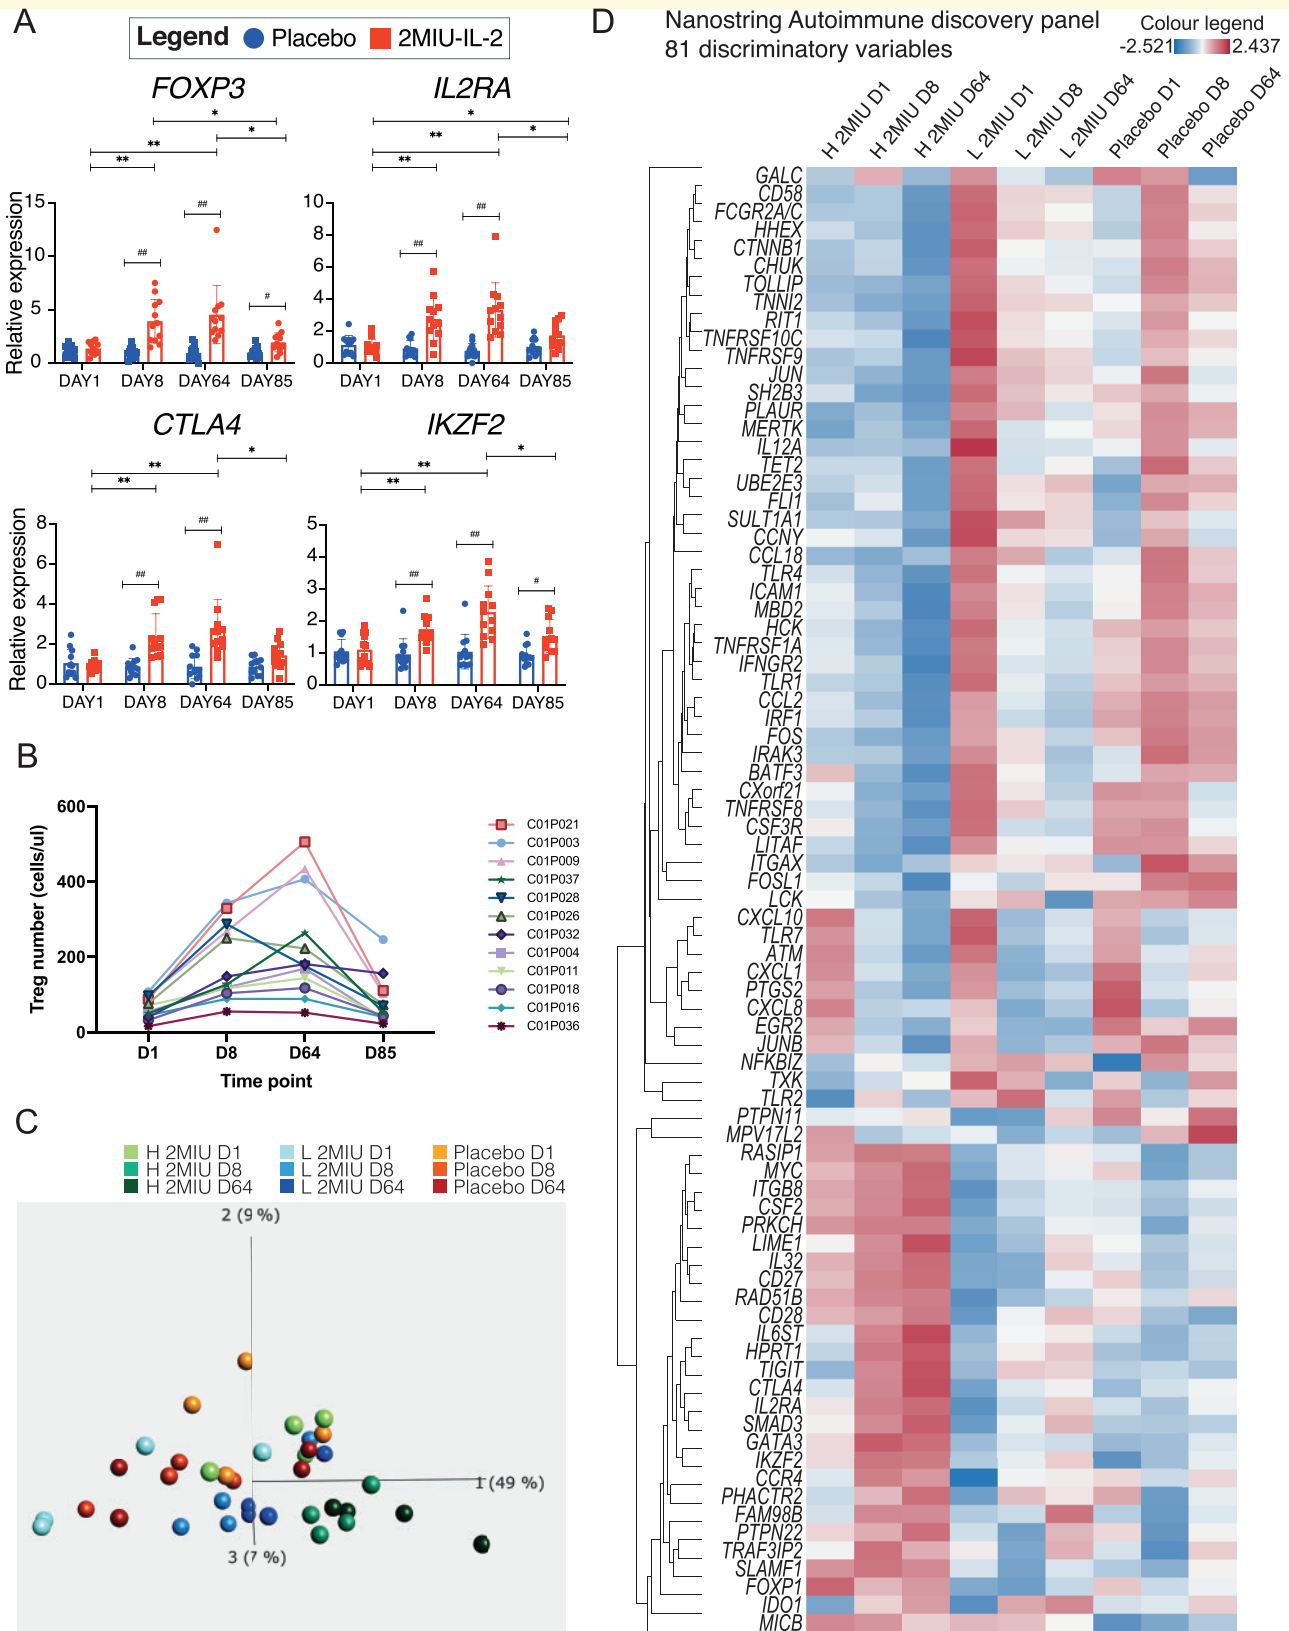 A
Legend Placebo 2MIU-IL-2
FOXP3
* 
** *
**
Relative expression
15
10
5
0
##
##
#
DAY1 DAY8 DAY64 DAY85
IL2RA
*
** *
**
10
8
6
4
2
0
##
##
DAY1 DAY8 DAY64 DAY85
CTLA4
*
**
**
Relative expression
8
6
4
2
0
##
##
DAY1 DAY8 DAY64 DAY85
IKZF2
*
**
**
5
4
3
2
1
0
##
##
#
DAY1 DAY8 DAY64 DAY85
B
Treg number (cells/ul)
600
400
200
0
D1 D8 D64 D85
Time point
C01P021
C01P003
C01P009
C01P037
C01P028
C01P026
C01P032
C01P004
C01P011
C01P018
C01P016
C01P036
C
H 2MIU D1 L 2MIU D1 Placebo D1
H 2MIU D8 L 2MIU D8 Placebo D8
H 2MIU D64 L 2MIU D64 Placebo D64
2 (9 %)
1 (49 %)
3 (7 %)
D
Nanostring Autoimmune discovery panel
81 discriminatory variables
Colour legend
-2.521 2.437
H 2MIU D1
H 2MIU D8
H 2MIU D64
L 2MIU D1
L 2MIU D8
L 2MIU D64
Placebo D1
Placebo D8
Placebo D64
GALC
CD58
FCGR2A/C
HHEX
CTNNB1
CHUK
TOLLIP
TNNI2
RIT1
TNFRSF10C
TNFRSF9
JUN
SH2B3
PLAUR
MERTK
IL12A
TET2
UBE2E3
FLI1
SULT1A1
CCNY
CCL18
TLR4
ICAM1
MBD2
HCK
TNFRSF1A
IFNGR2
TLR1
CCL2
IRF1
FOS
IRAK3
BATF3
CXorf21
TNFRSF8
CSF3R
LITAF
ITGAX
FOSL1
LCK
CXCL10
TLR7
ATM
CXCL1
PTGS2
CXCL8
EGR2
JUNB
NFKBIZ
TXK
TLR2
PTPN11
MPV17L2
RASIP1
MYC
ITGB8
CSF2
PRKCH
LIME1
IL32
CD27
RAD51B
CD28
IL6ST
HPRT1
TIGIT
CTLA4
IL2RA
SMAD3
GATA3
IKZF2
CCR4
PHACTR2
FAM98B
PTPN22
TRAF3IP2
SLAMF1
FOXP1
IDO1
MICB